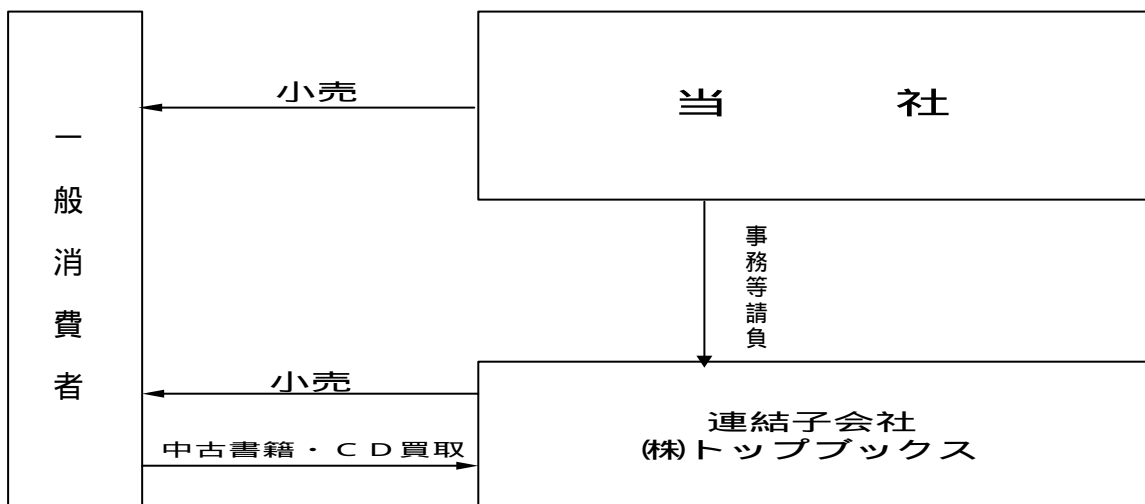 一般消費者
小売
当社
事務等請負
小売
連結子会社
㈱トップブックス
中古書籍・ＣＤ買取